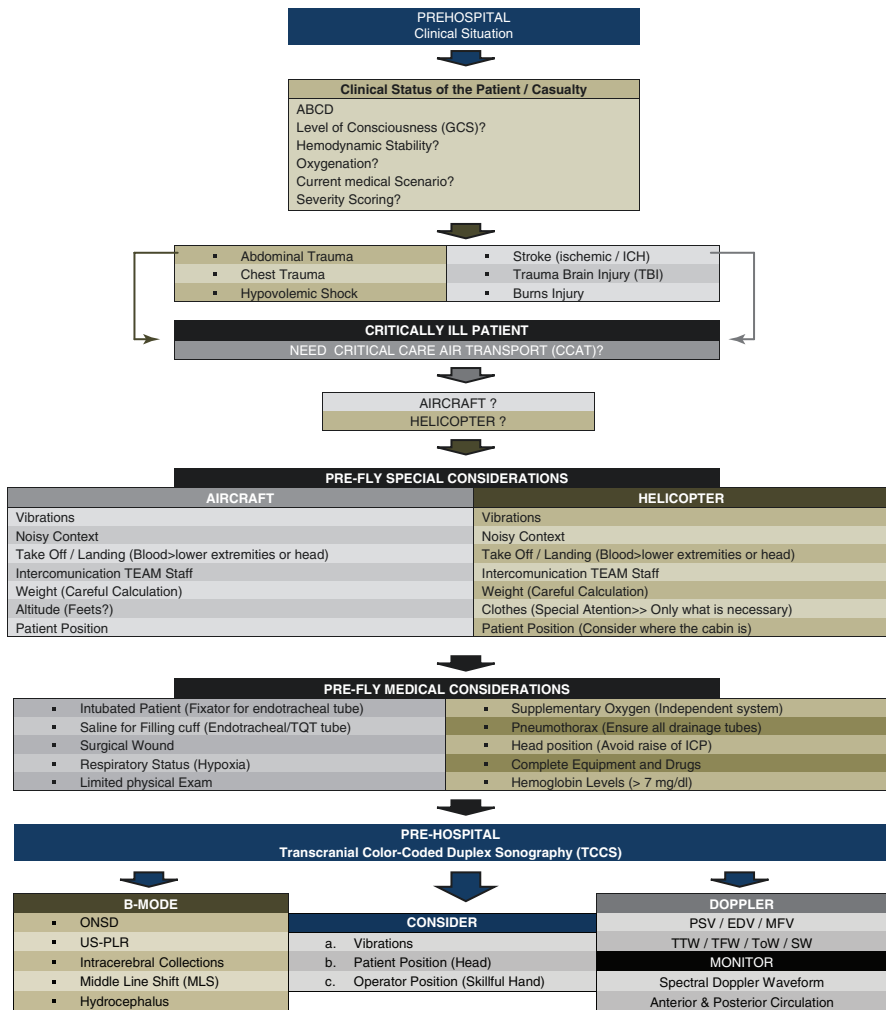 PREHOSPITAL
Clinical Situation
Clinical Status of the Patient / Casualty
ABCD
Level of Consciousness (GCS)?
Hemodynamic Stability?
Oxygenation?
Current medical Scenario?
Severity Scoring?
▪ Abdominal Trauma
▪ Chest Trauma
▪ Hypovolemic Shock
▪ Stroke (ischemic / ICH)
▪ Trauma Brain Injury (TBI)
▪ Burns Injury
CRITICALLY ILL PATIENT
NEED CRITICAL CARE AIR TRANSPORT (CCAT)?
AIRCRAFT ?
HELICOPTER ?
PRE-FLY SPECIAL CONSIDERATIONS
AIRCRAFT
Vibrations
Noisy Context
Take Off / Landing (Blood>lower extremities or head)
Intercomunication TEAM Staff
Weight (Careful Calculation)
Altitude (Feets?)
Patient Position
HELICOPTER
Vibrations
Noisy Context
Take Off / Landing (Blood>lower extremities or head)
Intercomunication TEAM Staff
Weight (Careful Calculation)
Clothes (Special Atention>> Only what is necessary)
Patient Position (Consider where the cabin is)
PRE-FLY MEDICAL CONSIDERATIONS
▪ Intubated Patient (Fixator for endotracheal tube)
▪ Saline for Filling cuff (Endotracheal/TQT tube)
▪ Surgical Wound
▪ Respiratory Status (Hypoxia)
▪ Limited physical Exam
▪ Supplementary Oxygen (Independent system)
▪ Pneumothorax (Ensure all drainage tubes)
▪ Head position (Avoid raise of ICP)
▪ Complete Equipment and Drugs
▪ Hemoglobin Levels (> 7 mg/dl)
PRE-HOSPITAL
Transcranial Color-Coded Duplex Sonography (TCCS)
B-MODE
▪ ONSD
▪ US-PLR
▪ Intracerebral Collections
▪ Middle Line Shift (MLS)
▪ Hydrocephalus
CONSIDER
a. Vibrations
b. Patient Position (Head)
c. Operator Position (Skillful Hand)
DOPPLER
PSV / EDV / MFV
TTW / TFW / ToW / SW
MONITOR
Spectral Doppler Waveform
Anterior & Posterior Circulation